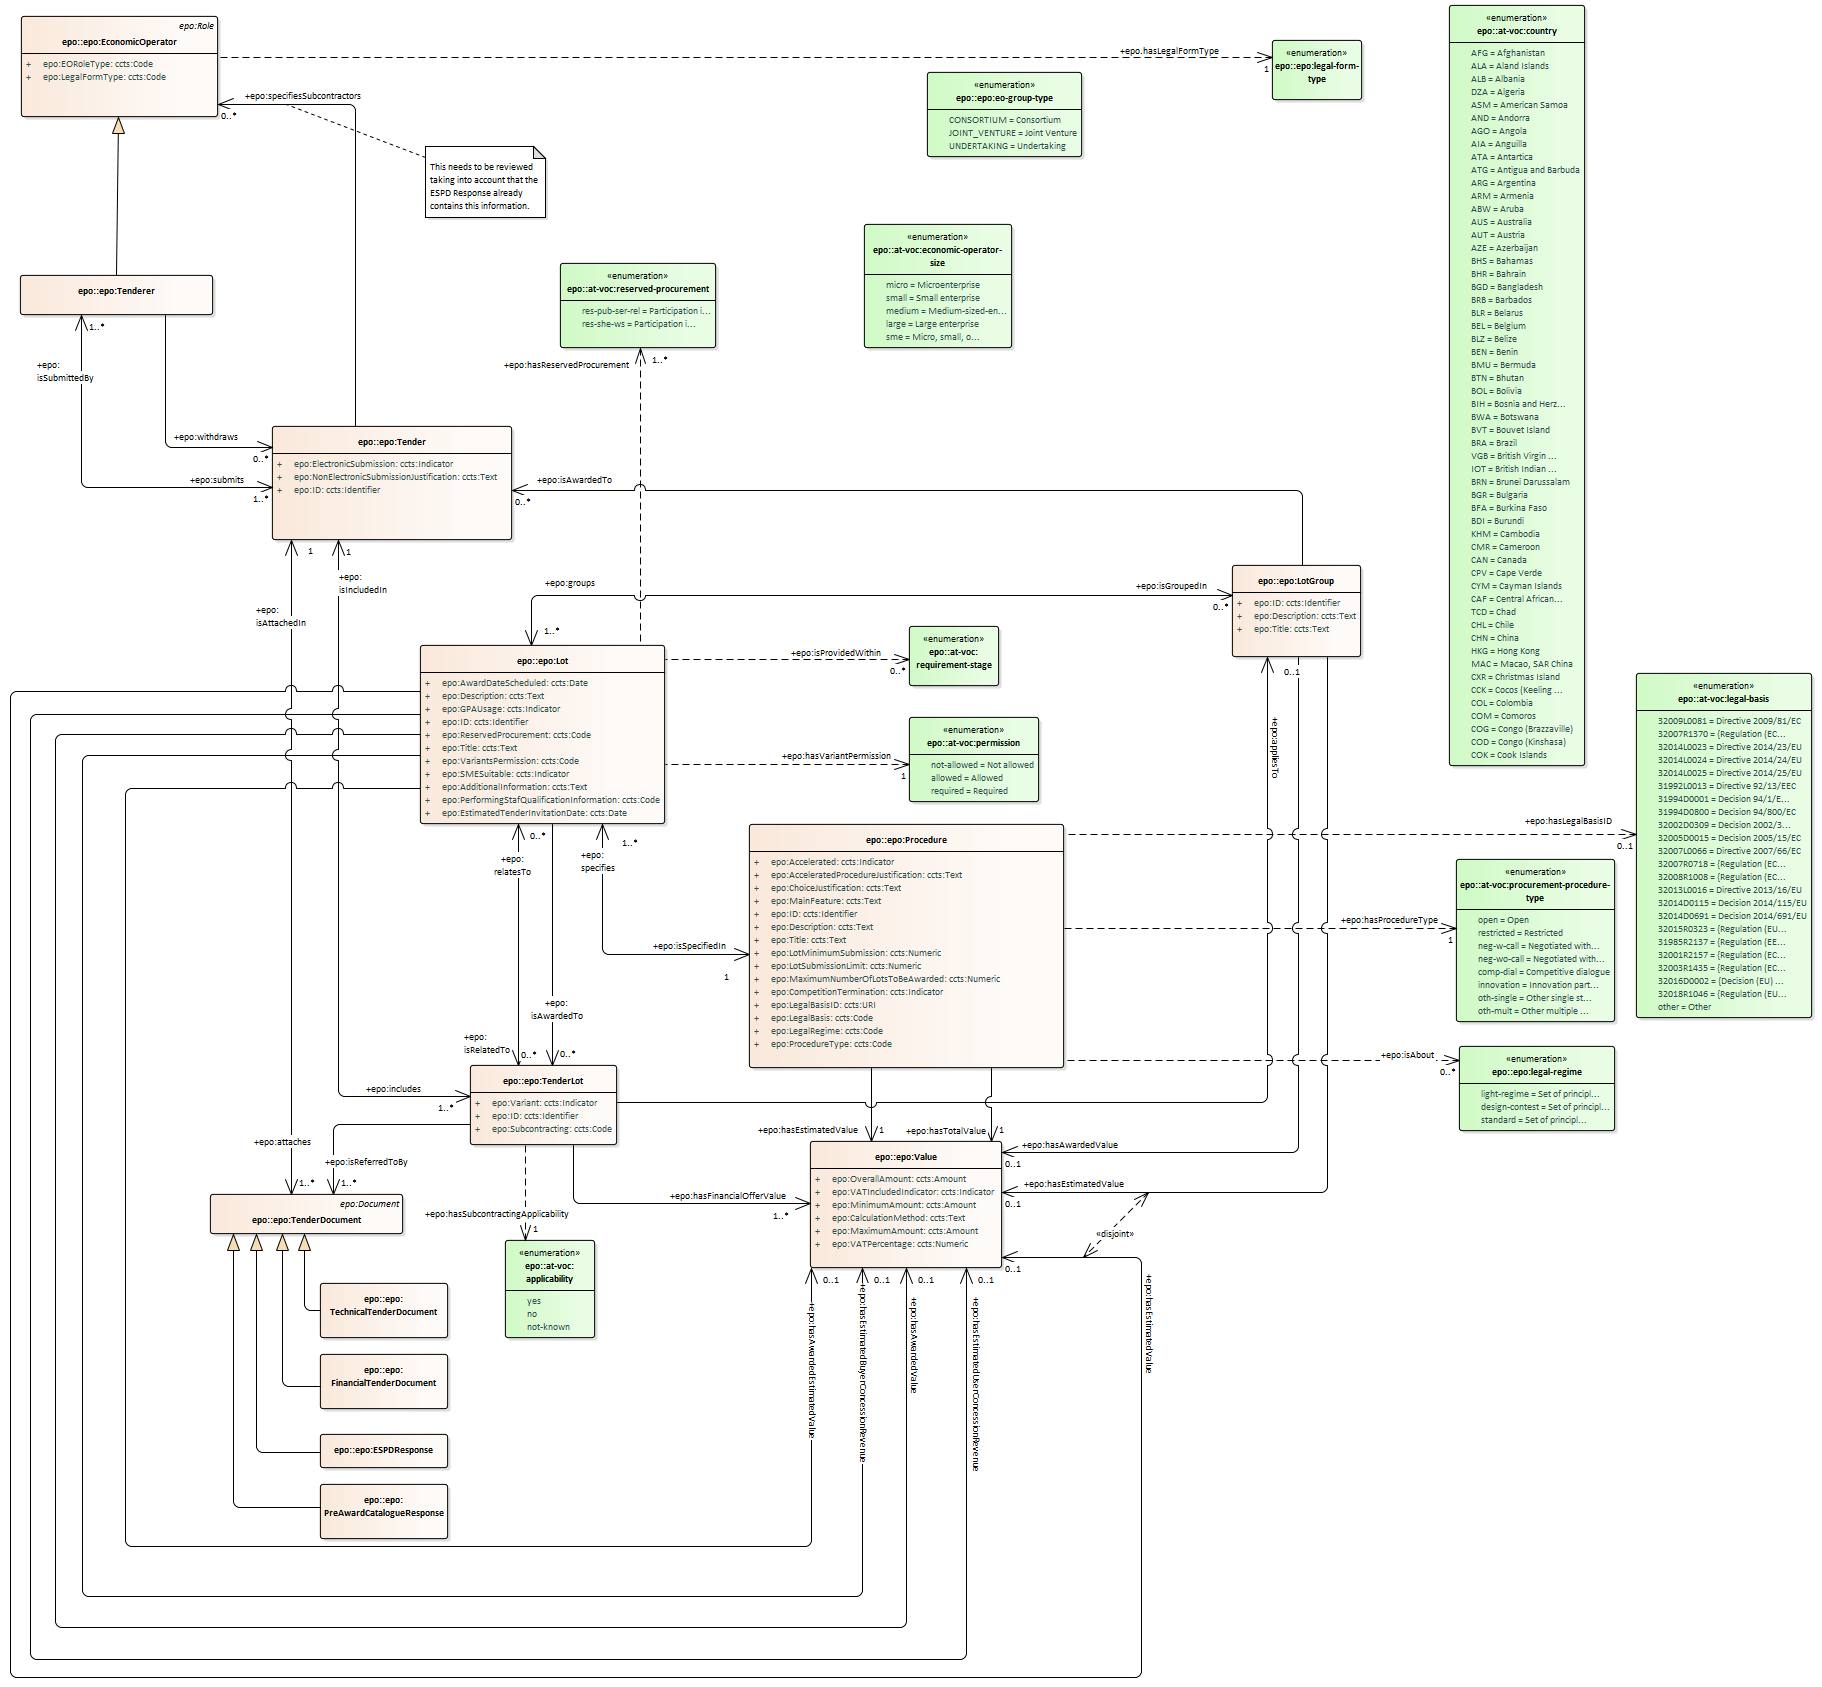 epo:Role
epo::epo:EconomicOperator
+ epo:EORoleType: ccts:Code
+ epo:LegalFormType: ccts:Code
+epo.hasLegalFormType
1
«enumeration»
epo::epo:legal-form-
type
«enumeration»
epo::epo:eo-group-type
CONSORTIUM = Consortium
JOINT_VENTURE = Joint Venture
UNDERTAKING = Undertaking
+epo:specifiesSubcontractors
0..*
This needs to be reviewed
taking into account that the
ESPD Response already
contains this information.
«enumeration»
epo::at-voc:country
AFG = Afghanistan
ALA = Aland Islands
ALB = Albania
DZA = Algeria
ASM = American Samoa
AND = Andorra
AGO = Angola
AIA = Anguilla
ATA = Antartica
ATG = Antigua and Barbuda
ARG = Argentina
ARM = Armenia
ABW = Aruba
AUS = Australia
AUT = Austria
AZE = Azerbaijan
BHS = Bahamas
BHR = Bahrain
BGD = Bangladesh
BRB = Barbados
BLR = Belarus
BEL = Belgium
BLZ = Belize
BEN = Benin
BMU = Bermuda
BTN = Bhutan
BOL = Bolivia
BIH = Bosnia and Herz...
BWA = Botswana
BVT = Bouvet Island
BRA = Brazil
VGB = British Virgin ...
IOT = British Indian ...
BRN = Brunei Darussalam
BGR = Bulgaria
BFA = Burkina Faso
BDI = Burundi
KHM = Cambodia
CMR = Cameroon
CAN = Canada
CPV = Cape Verde
CYM = Cayman Islands
CAF = Central African...
TCD = Chad
CHL = Chile
CHN = China
HKG = Hong Kong
MAC = Macao, SAR China
CXR = Christmas Island
CCK = Cocos (Keeling ...
COL = Colombia
COM = Comoros
COG = Congo (Brazzaville)
COD = Congo (Kinshasa)
COK = Cook Islands
«enumeration»
epo::at-voc:economic-operator-
size
micro = Microenterprise
small = Small enterprise
medium = Medium-sized-en...
large = Large enterprise
sme = Micro, small, o...
«enumeration»
epo::at-voc:reserved-procurement
res-pub-ser-rel = Participation i...
res-she-ws = Participation i...
+epo:hasReservedProcurement
1..*
epo::epo:Tenderer
1..*
+epo:
isSubmittedBy
+epo:withdraws
0..*
+epo:submits
1..*
epo::epo:Tender
+ epo:ElectronicSubmission: ccts:Indicator
+ epo:NonElectronicSubmissionJustification: ccts:Text
+ epo:ID: ccts:Identifier
+epo:isAwardedTo
0..*
1
1
+epo:
isIncludedIn
+epo:
isAttachedIn
+epo:groups
1..*
+epo:isGroupedIn
0..*
epo::epo:LotGroup
+ epo:ID: ccts:Identifier
+ epo:Description: ccts:Text
+ epo:Title: ccts:Text
0..1
+epo:appliesTo
epo::epo:Lot
+ epo:AwardDateScheduled: ccts:Date
+ epo:Description: ccts:Text
+ epo:GPAUsage: ccts:Indicator
+ epo:ID: ccts:Identifier
+ epo:ReservedProcurement: ccts:Code
+ epo:Title: ccts:Text
+ epo:VariantsPermission: ccts:Code
+ epo:SMESuitable: ccts:Indicator
+ epo:AdditionalInformation: ccts:Text
+ epo:PerformingStafQualificationInformation: ccts:Code
+ epo:EstimatedTenderInvitationDate: ccts:Date
+epo:isProvidedWithin
0..*
«enumeration»
epo::at-voc:
requirement-stage
+epo:hasVariantPermission
1
«enumeration»
epo::at-voc:permission
not-allowed = Not allowed
allowed = Allowed
required = Required
«enumeration»
epo::at-voc:legal-basis
32009L0081 = Directive 2009/81/EC
32007R1370 = {Regulation (EC...
32014L0023 = Directive 2014/23/EU
32014L0024 = Directive 2014/24/EU
32014L0025 = Directive 2014/25/EU
31992L0013 = Directive 92/13/EEC
31994D0001 = Decision 94/1/E...
31994D0800 = Decision 94/800/EC
32002D0309 = Decision 2002/3...
32005D0015 = Decision 2005/15/EC
32007L0066 = Directive 2007/66/EC
32007R0718 = {Regulation (EC...
32008R1008 = {Regulation (EC...
32013L0016 = Directive 2013/16/EU
32014D0115 = Decision 2014/115/EU
32014D0691 = Decision 2014/691/EU
32015R0323 = {Regulation (EU...
31985R2137 = {Regulation (EE...
32001R2157 = {Regulation (EC...
32003R1435 = {Regulation (EC...
32016D0002 = {Decision (EU) ...
32018R1046 = {Regulation (EU...
other = Other
+epo:hasLegalBasisID
0..1
epo::epo:Procedure
+ epo:Accelerated: ccts:Indicator
+ epo:AcceleratedProcedureJustification: ccts:Text
+ epo:ChoiceJustification: ccts:Text
+ epo:MainFeature: ccts:Text
+ epo:ID: ccts:Identifier
+ epo:Description: ccts:Text
+ epo:Title: ccts:Text
+ epo:LotMinimumSubmission: ccts:Numeric
+ epo:LotSubmissionLimit: ccts:Numeric
+ epo:MaximumNumberOfLotsToBeAwarded: ccts:Numeric
+ epo:CompetitionTermination: ccts:Indicator
+ epo:LegalBasisID: ccts:URI
+ epo:LegalBasis: ccts:Code
+ epo:LegalRegime: ccts:Code
+ epo:ProcedureType: ccts:Code
0..*
+epo:
relatesTo
1..*
+epo:
specifies
+epo:isSpecifiedIn
1
+epo:
isAwardedTo
+epo:
isRelatedTo
0..*
0..*
«enumeration»
epo::at-voc:procurement-procedure-
type
open = Open
restricted = Restricted
neg-w-call = Negotiated with...
neg-wo-call = Negotiated with...
comp-dial = Competitive dialogue
innovation = Innovation part...
oth-single = Other single st...
oth-mult = Other multiple ...
+epo:hasProcedureType
1
+epo:isAbout
0..*
«enumeration»
epo::epo:legal-regime
light-regime = Set of principl...
design-contest = Set of principl...
standard = Set of principl...
epo::epo:TenderLot
+ epo:Variant: ccts:Indicator
+ epo:ID: ccts:Identifier
+ epo:Subcontracting: ccts:Code
+epo:includes
1..*
+epo:attaches
1..*
+epo:isReferredToBy
1..*
+epo:hasEstimatedValue
1
+epo:hasTotalValue
1
+epo:hasAwardedValue
0..1
+epo:hasEstimatedValue
0..1
«disjoint»
0..1
+epo:hasEstimatedValue
epo::epo:Value
+ epo:OverallAmount: ccts:Amount
+ epo:VATIncludedIndicator: ccts:Indicator
+ epo:MinimumAmount: ccts:Amount
+ epo:CalculationMethod: ccts:Text
+ epo:MaximumAmount: ccts:Amount
+ epo:VATPercentage: ccts:Numeric
+epo:hasFinancialOfferValue
1..*
+epo:hasSubcontractingApplicability
1
«enumeration»
epo::at-voc:
applicability
yes
no
not-known
epo:Document
epo::epo:TenderDocument
epo::epo:
TechnicalTenderDocument
epo::epo:
FinancialTenderDocument
epo::epo:ESPDResponse
epo::epo:
PreAwardCatalogueResponse
0..1
+epo:hasAwardedEstimatedValue
0..1
+epo:hasEstimatedBuyerConcessionRevenue
0..1
+epo:hasAwardedValue
0..1
+epo:hasEstimatedUserConcessionRevenue